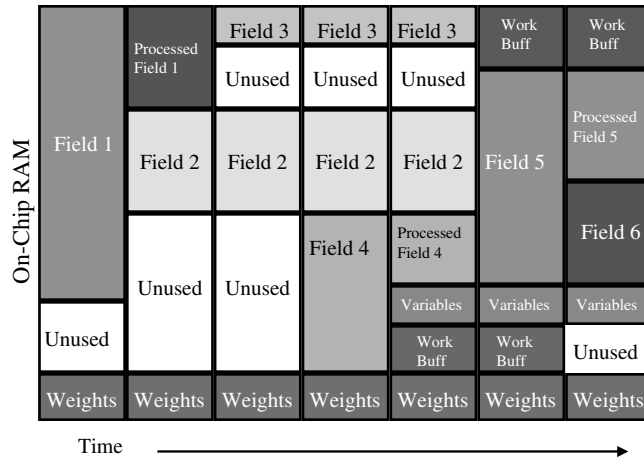 On-Chip RAM
Field 1
Unused
Weights
Processed
Field 1
Field 2
Unused
Weights
Field 3
Unused
Field 2
Unused
Weights
Field 3
Unused
Field 2
Field 4
Weights
Field 3
Unused
Field 2
Processed
Field 4
Variables
Work
Buff
Weights
Work
Buff
Field 5
Variables
Work
Buff
Weights
Work
Buff
Processed
Field 5
Field 6
Variables
Unused
Weights
Time